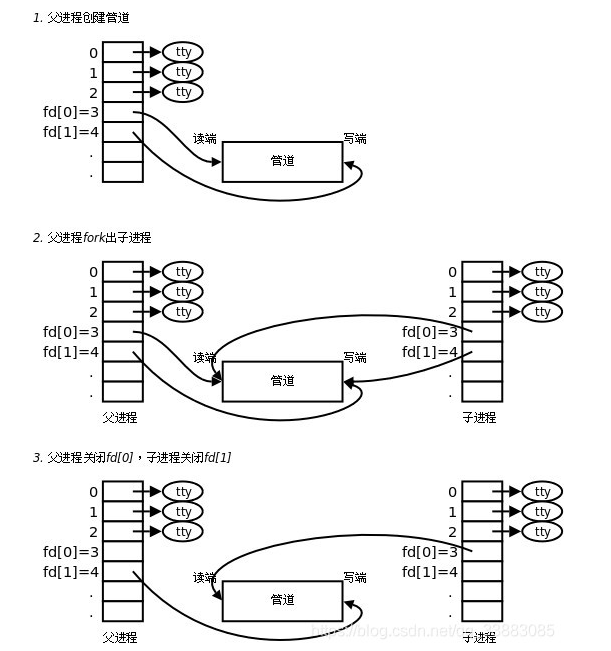 1. 父进程创建管道
0 tty
1 tty
2 tty
fd[0]=3
fd[1]=4
.
.
读端 写端
管道
2. 父进程fork出子进程
0 tty 0 tty
1 tty 1 tty
2 tty 2 tty
fd[0]=3 fd[0]=3
fd[1]=4 读端 写端 fd[1]=4
. 管道 .
. .
父进程 子进程
3. 父进程关闭fd[0]，子进程关闭fd[1]
0 tty 0 tty
1 tty 1 tty
2 tty 2 tty
fd[0]=3 fd[0]=3
fd[1]=4 读端 写端 fd[1]=4
. 管道 .
. .
父进程 子进程